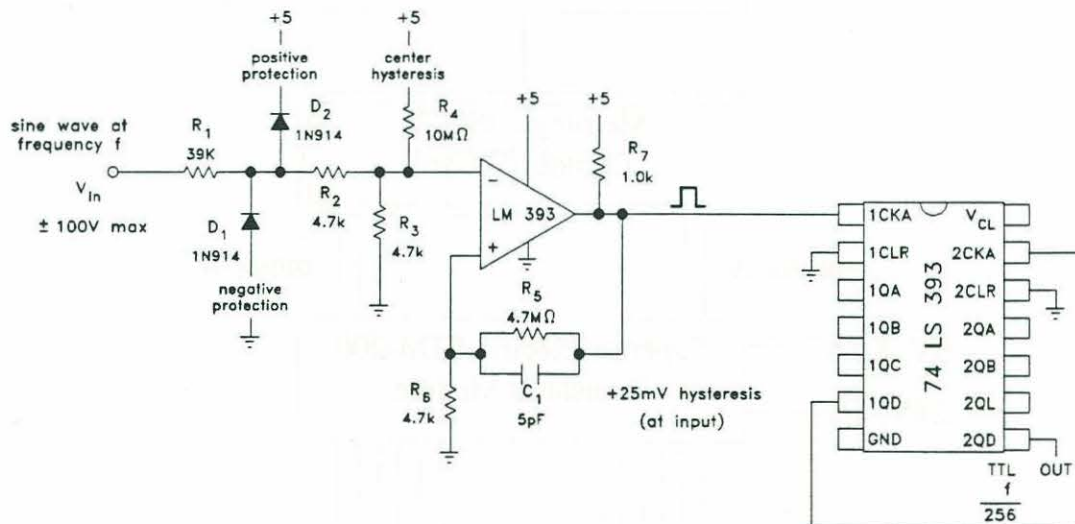 +5
positive
protection
D2
1N914
sine wave at
frequency f
Vin
± 100V max
R1
39K
D1
1N914
negative
protection
+5
center
hysteresis
R4
10MΩ
R2
4.7k
R3
4.7k
+5
+5
R7
1.0k
−
LM 393
+
R5
4.7MΩ
C1
5pF
R6
4.7k
+25mV hysteresis
(at input)
74 LS 393
1CKA
VCL
1CLR
2CKA
1QA
2CLR
1QB
2QA
1QC
2QB
1QD
2QL
GND
2QD
TTL OUT
f
256